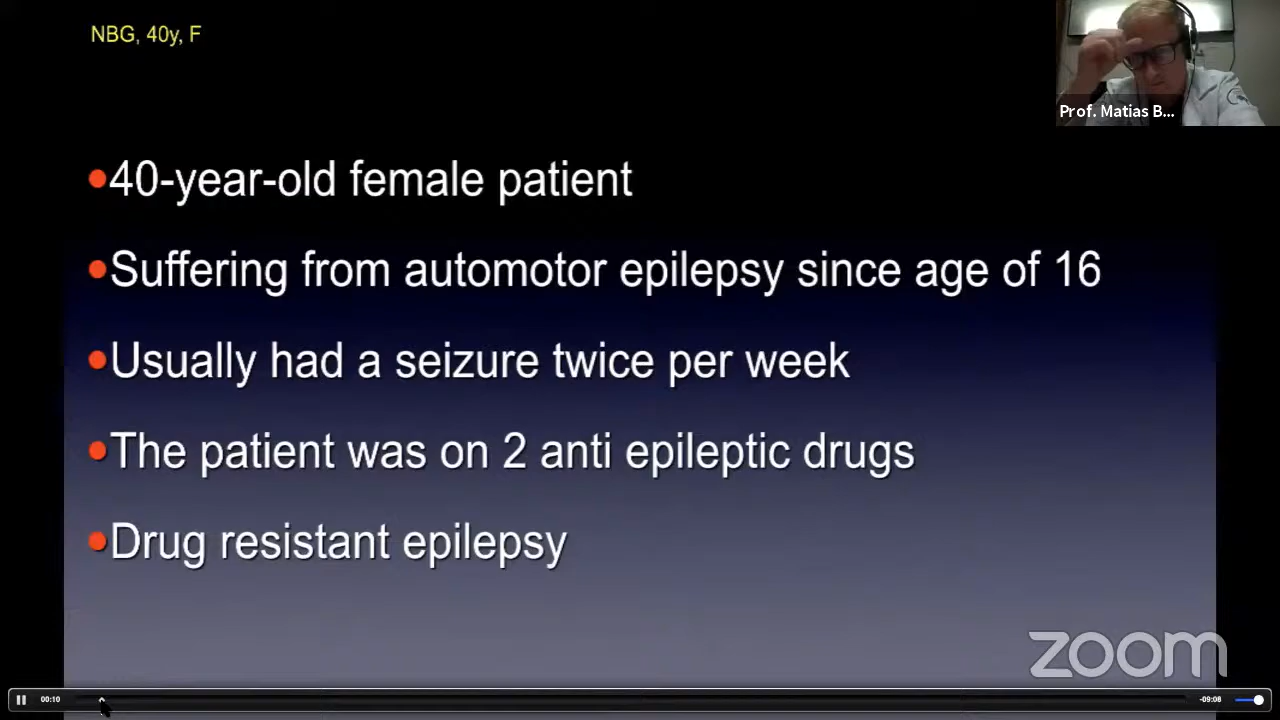 NBG, 40y, F
Prof. Matias B...
•40-year-old female patient
•Suffering from automotor epilepsy since age of 16
•Usually had a seizure twice per week
•The patient was on 2 anti epileptic drugs
•Drug resistant epilepsy
zoom
00:10
-09:08